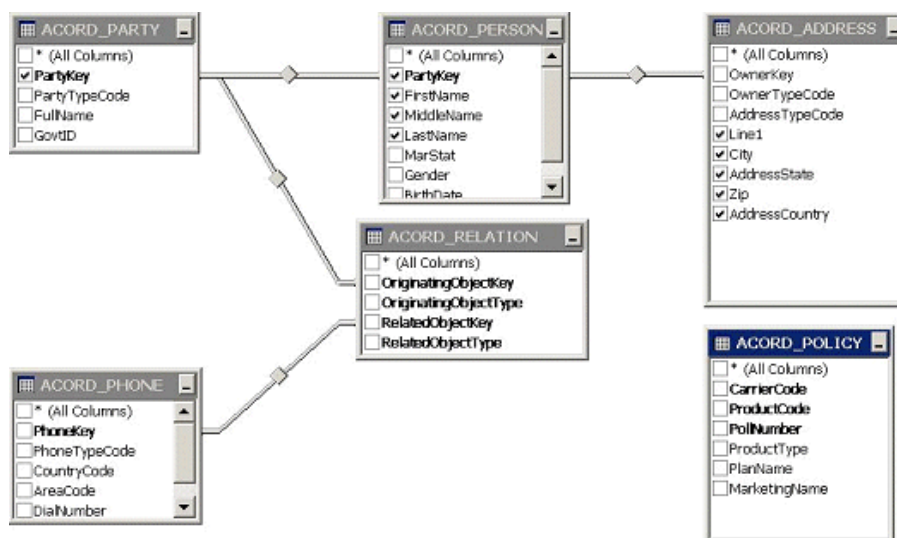 ACORD_PARTY
* (All Columns)
PartyKey
PartyTypeCode
FullName
GovtID
ACORD_PERSON
* (All Columns)
PartyKey
FirstName
MiddleName
LastName
MarStat
Gender
BirthDate
ACORD_ADDRESS
* (All Columns)
OwnerKey
OwnerTypeCode
AddressTypeCode
Line1
City
AddressState
Zip
AddressCountry
ACORD_RELATION
* (All Columns)
OriginatingObjectKey
OriginatingObjectType
RelatedObjectKey
RelatedObjectType
ACORD_PHONE
* (All Columns)
PhoneKey
PhoneTypeCode
CountryCode
AreaCode
DialNumber
ACORD_POLICY
* (All Columns)
CarrierCode
ProductCode
PollNumber
ProductType
PlanName
MarketingName